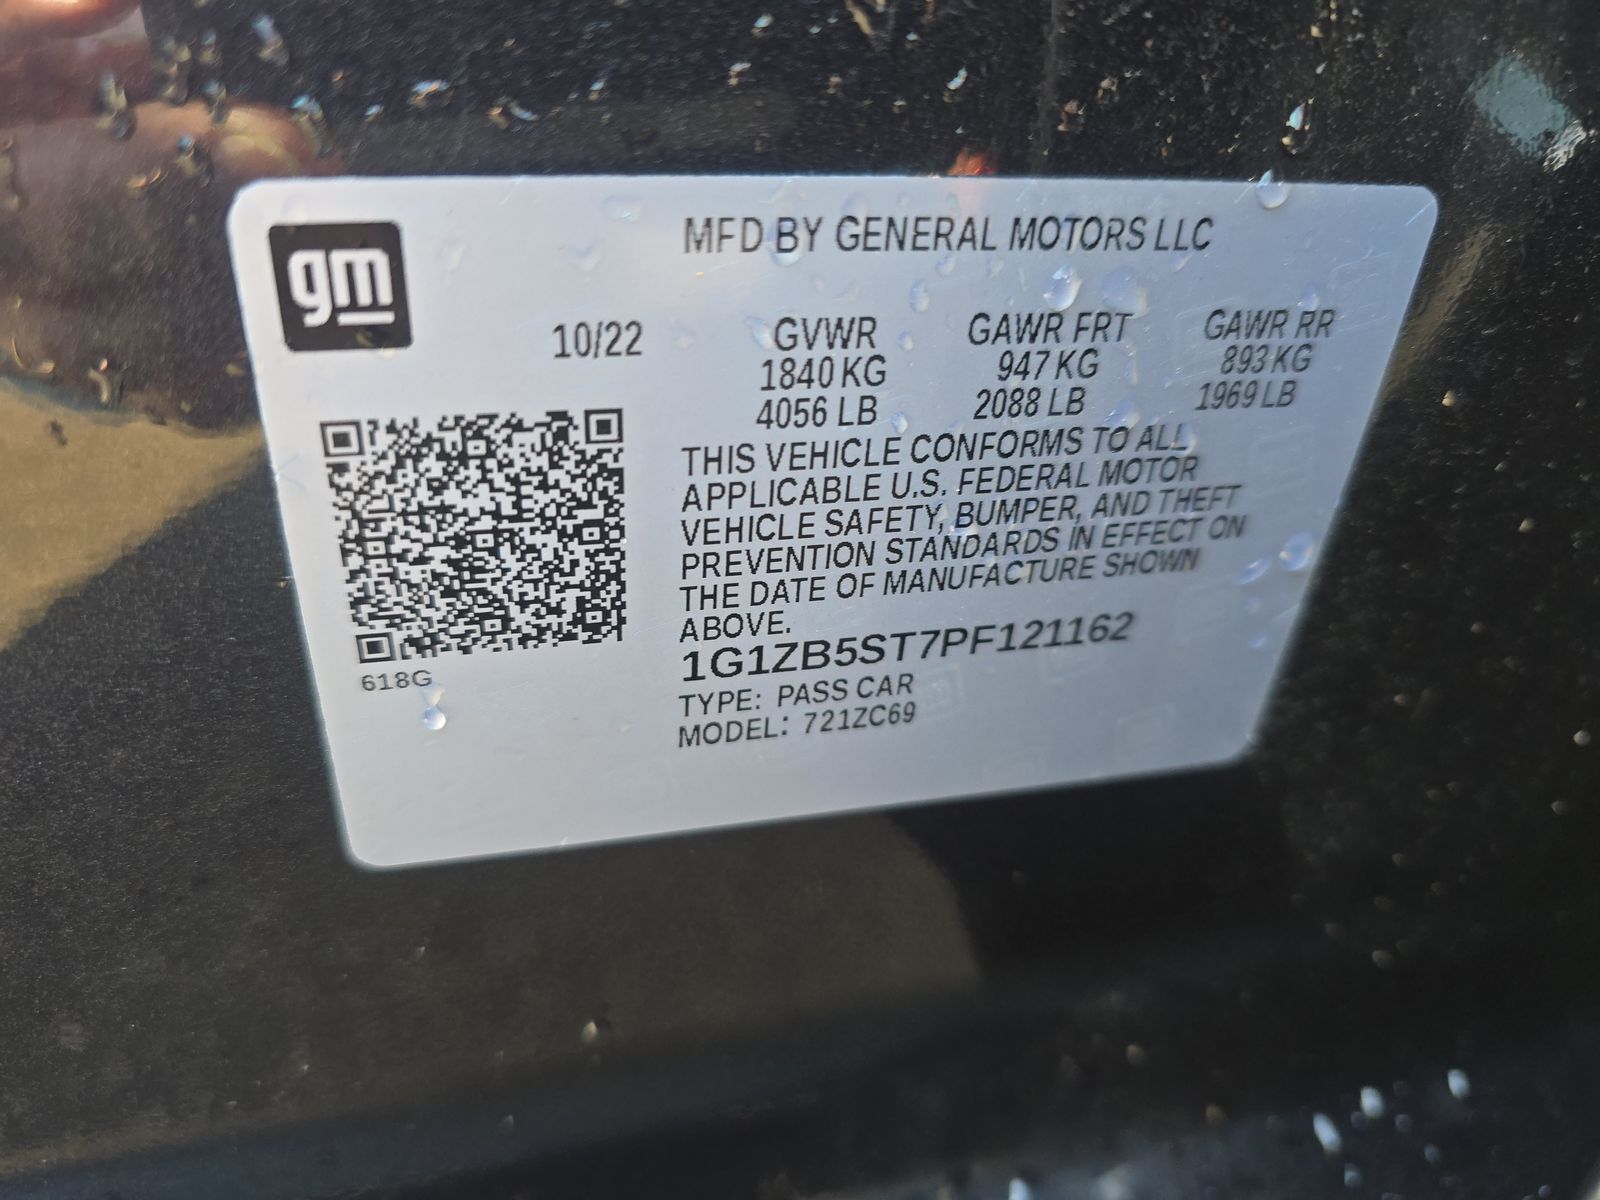 gm
MFD BY GENERAL MOTORS LLC
10/22 GVWR GAWR FRT GAWR RR
1840 KG 947 KG 893 KG
4056 LB 2088 LB 1969 LB
THIS VEHICLE CONFORMS TO ALL
APPLICABLE U.S. FEDERAL MOTOR
VEHICLE SAFETY, BUMPER, AND THEFT
PREVENTION STANDARDS IN EFFECT ON
THE DATE OF MANUFACTURE SHOWN
ABOVE.
1G1ZB5ST7PF121162
618G
TYPE: PASS CAR
MODEL: 721ZC69